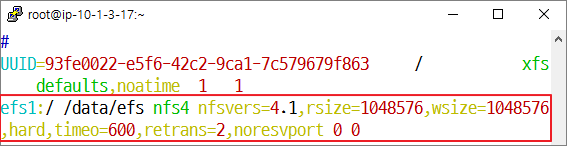 root@ip-10-1-3-17:~
#
UUID=93fe0022-e5f6-42c2-9ca1-7c579679f863 / xfs
defaults,noatime 1 1
efs1:/ /data/efs nfs4 nfsvers=4.1,rsize=1048576,wsize=1048576
,hard,timeo=600,retrans=2,noresvport 0 0